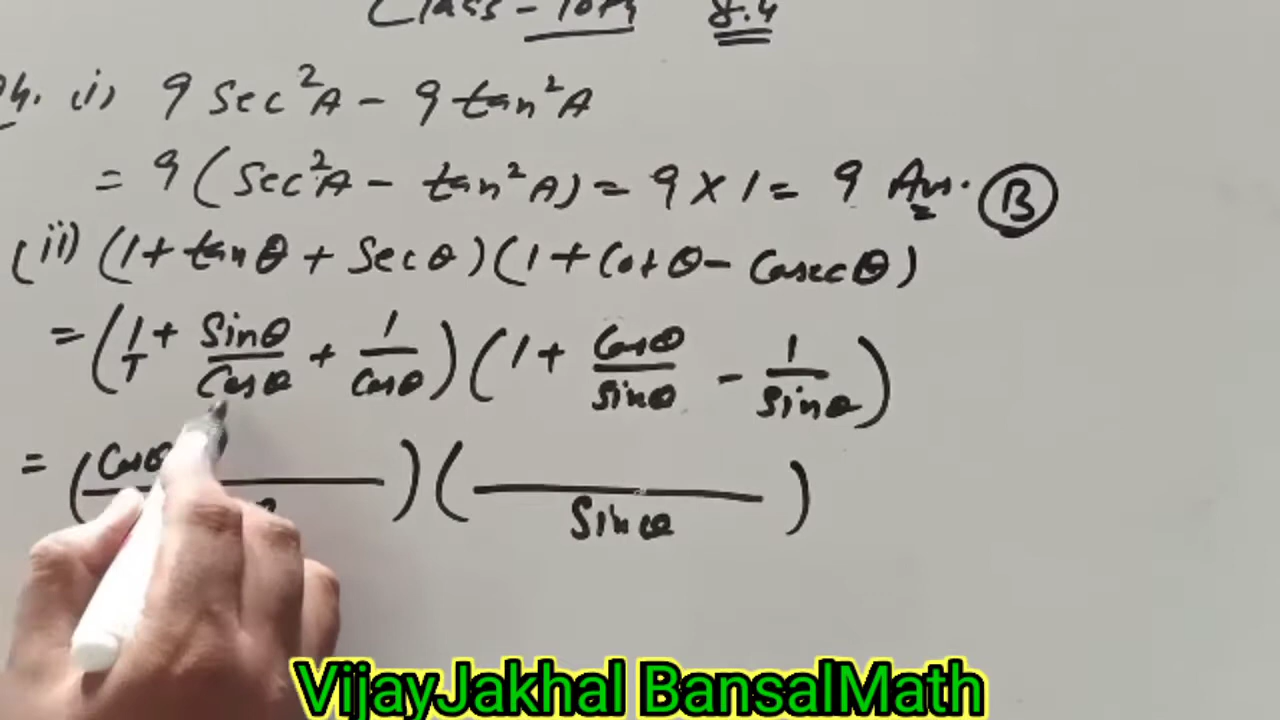 Class - 10th 8.4
Q4. (i) 9 Sec²A - 9 tan²A
= 9 (Sec²A - tan²A) = 9 × 1 = 9 Ans. (B)
(ii) (1 + tanθ + Secθ) (1 + Cotθ - Cosecθ)
= (1/1 + Sinθ/Cosθ + 1/cosθ) (1 + Cosθ/sinθ - 1/sinθ)
= (Cosθ / ) ( / Sinθ)
VijayJakhal BansalMath